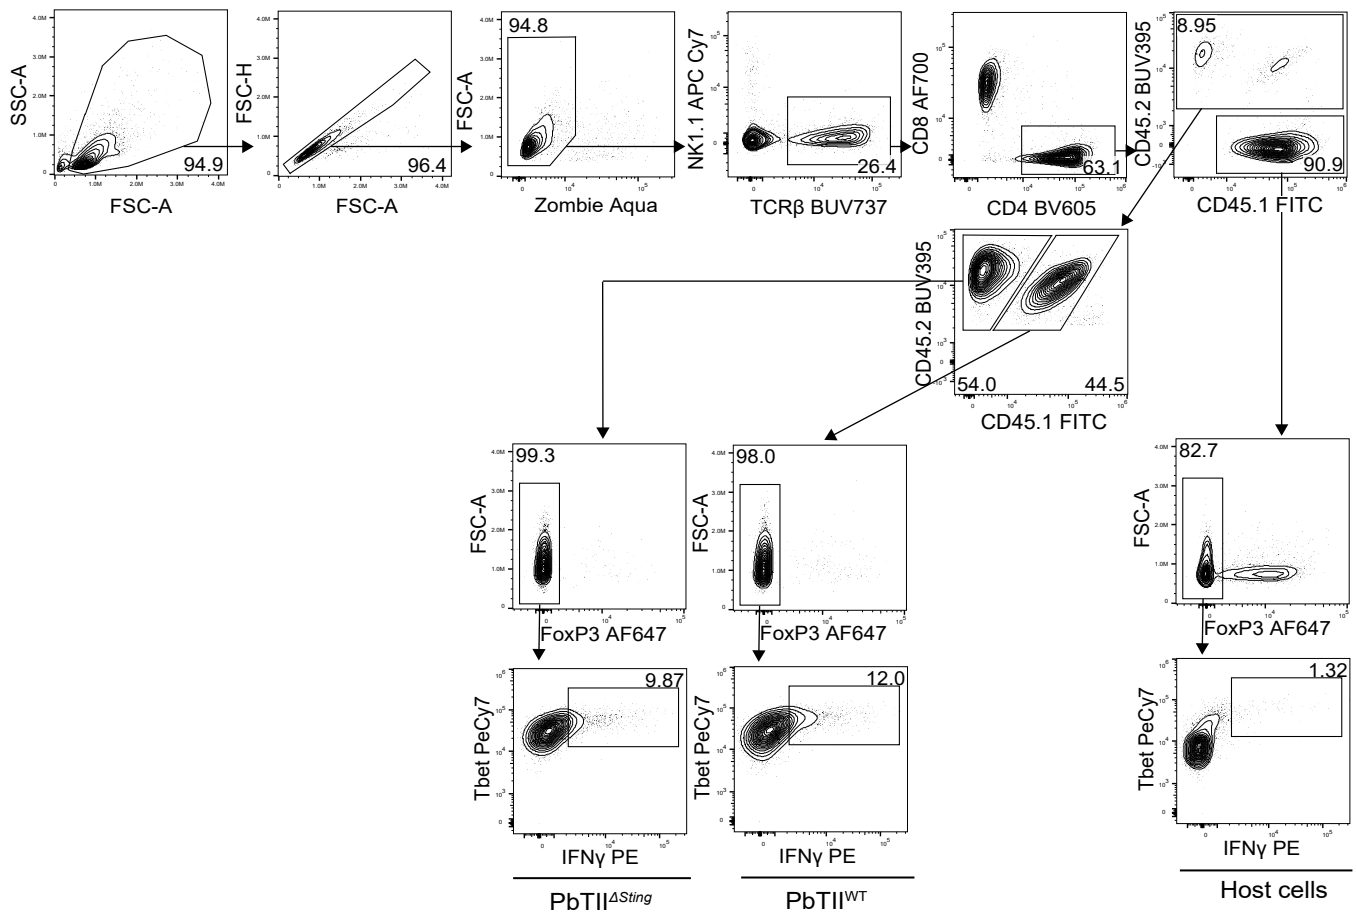 94.8
8.95
SSC-A
FSC-H
FSC-A
NK1.1 APC Cy7
CD8 AF700
CD45.2 BUV395
94.9
96.4
26.4
63.1
90.9
FSC-A
FSC-A
Zombie Aqua
TCRβ BUV737
CD4 BV605
CD45.1 FITC
CD45.2 BUV395
54.0
44.5
CD45.1 FITC
99.3
98.0
82.7
FSC-A
FSC-A
FSC-A
FoxP3 AF647
FoxP3 AF647
FoxP3 AF647
9.87
12.0
1.32
Tbet PeCy7
Tbet PeCy7
Tbet PeCy7
IFNγ PE
IFNγ PE
IFNγ PE
PbTII^ΔSting
PbTII^WT
Host cells